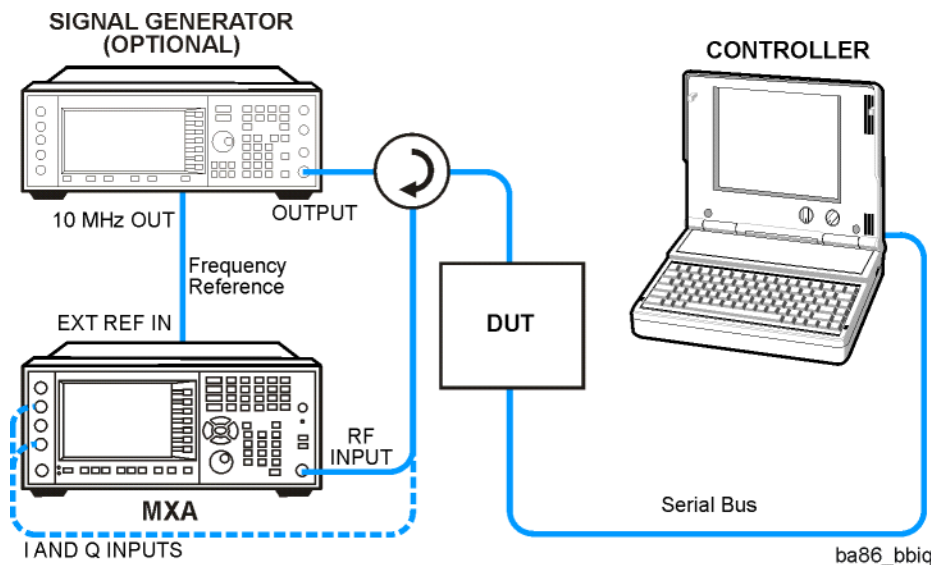 SIGNAL GENERATOR
(OPTIONAL)
CONTROLLER
10 MHz OUT
OUTPUT
Frequency
Reference
EXT REF IN
DUT
RF
INPUT
MXA
Serial Bus
I AND Q INPUTS
ba86_bbiq